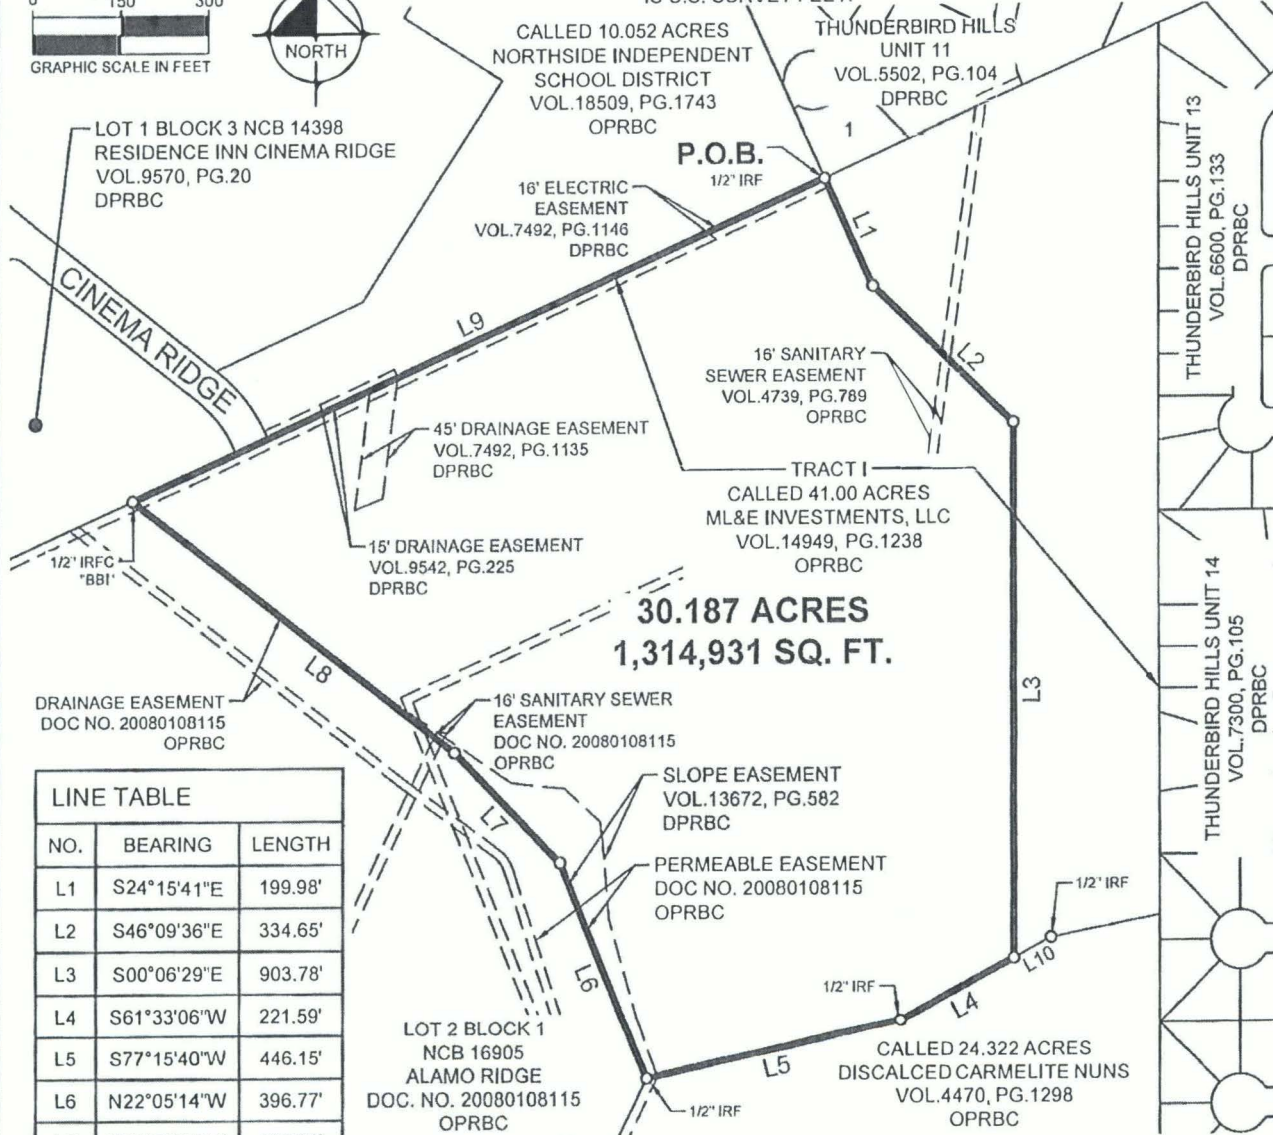 0 150 300
GRAPHIC SCALE IN FEET
NORTH
CALLED 10.052 ACRES
NORTHSIDE INDEPENDENT
SCHOOL DISTRICT
VOL.18509, PG.1743
OPRBC
THUNDERBIRD HILLS
UNIT 11
VOL.5502, PG.104
DPRBC
1
LOT 1 BLOCK 3 NCB 14398
RESIDENCE INN CINEMA RIDGE
VOL.9570, PG.20
DPRBC
P.O.B.
1/2" IRF
16' ELECTRIC
EASEMENT
VOL.7492, PG.1146
DPRBC
THUNDERBIRD HILLS UNIT 13
VOL.6600, PG.133
DPRBC
CINEMA RIDGE
L9
L1
L2
16' SANITARY
SEWER EASEMENT
VOL.4739, PG.789
OPRBC
45' DRAINAGE EASEMENT
VOL.7492, PG.1135
DPRBC
TRACT I
CALLED 41.00 ACRES
ML&E INVESTMENTS, LLC
VOL.14949, PG.1238
OPRBC
15' DRAINAGE EASEMENT
VOL.9542, PG.225
DPRBC
1/2" IRFC
"BBI"
30.187 ACRES
1,314,931 SQ. FT.
THUNDERBIRD HILLS UNIT 14
VOL.7300, PG.105
DPRBC
L8
L3
DRAINAGE EASEMENT
DOC NO. 20080108115
OPRBC
16' SANITARY SEWER
EASEMENT
DOC NO. 20080108115
OPRBC
SLOPE EASEMENT
VOL.13672, PG.582
DPRBC
L7
PERMEABLE EASEMENT
DOC NO. 20080108115
OPRBC
1/2" IRF
L10
L6
1/2" IRF
L4
L5
LOT 2 BLOCK 1
NCB 16905
ALAMO RIDGE
DOC. NO. 20080108115
OPRBC
1/2" IRF
CALLED 24.322 ACRES
DISCALCED CARMELITE NUNS
VOL.4470, PG.1298
OPRBC
LINE TABLE
NO. BEARING LENGTH
L1 S24°15'41"E 199.98'
L2 S46°09'36"E 334.65'
L3 S00°06'29"E 903.78'
L4 S61°33'06"W 221.59'
L5 S77°15'40"W 446.15'
L6 N22°05'14"W 396.77'